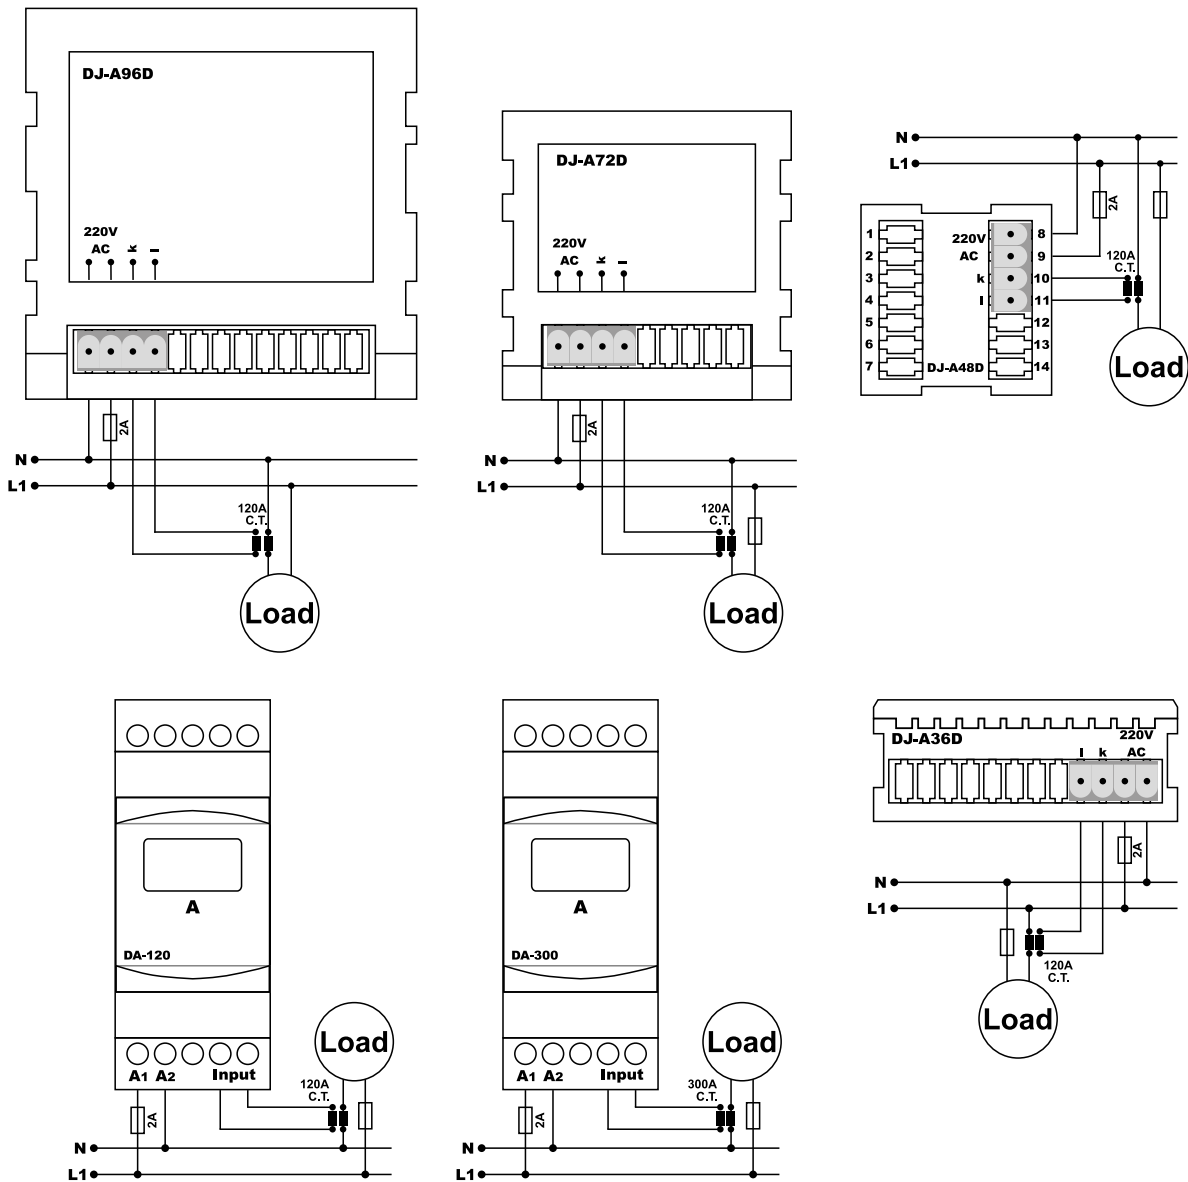 DJ-A96D
220V
AC k l
2A
N
L1
120A
C.T.
Load
DJ-A72D
220V
AC k l
2A
N
L1
120A
C.T.
Load
N
L1
2A
1
2
3
4
5
6
7
220V
AC
k
l
8
9
10
11
12
13
14
DJ-A48D
120A
C.T.
Load
A
DA-120
A1 A2 Input
2A
120A
C.T.
Load
N
L1
A
DA-300
A1 A2 Input
2A
300A
C.T.
Load
N
L1
DJ-A36D
220V
l k AC
2A
N
L1
120A
C.T.
Load